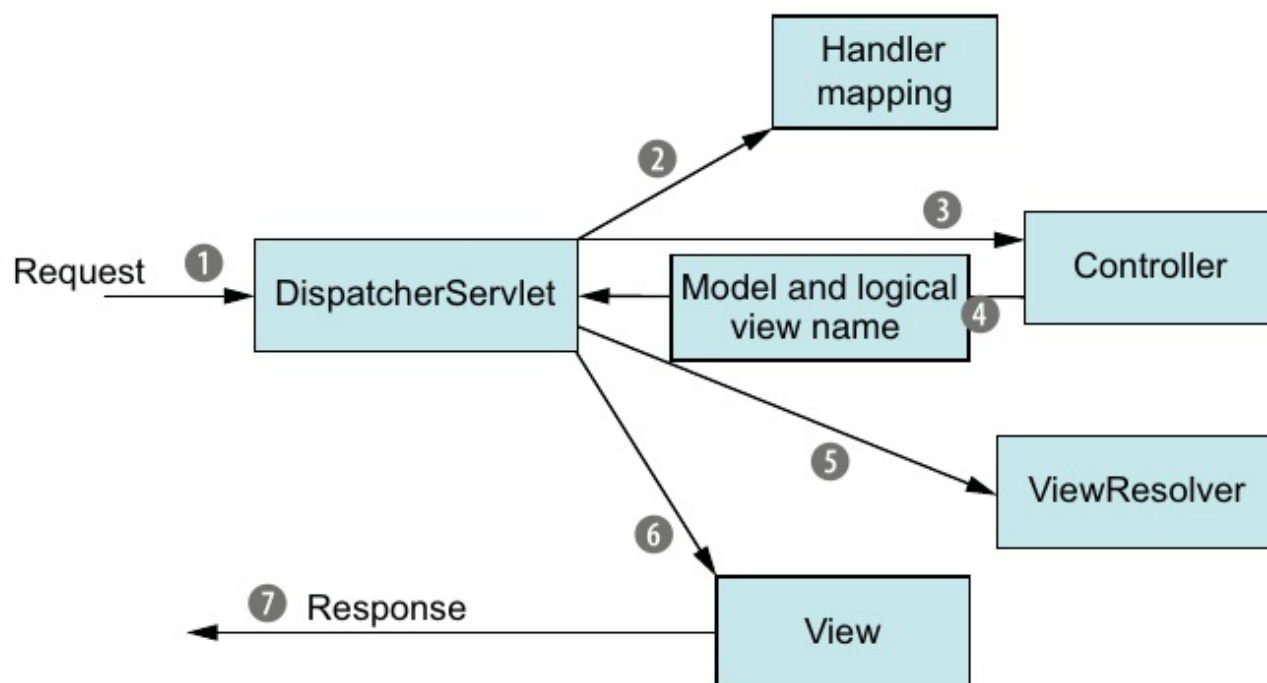 Handler
mapping
2
3
Request
1
DispatcherServlet
Model and logical
view name
4
Controller
5
ViewResolver
6
7 Response
View